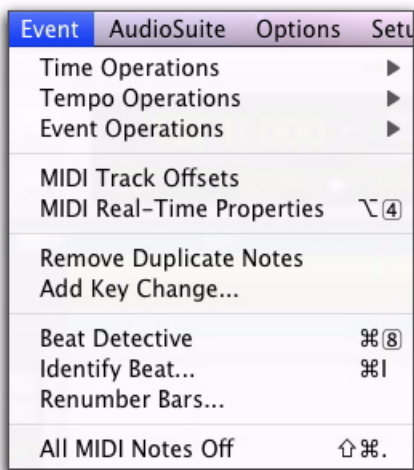 Event AudioSuite Options Setu
Time Operations ▶
Tempo Operations ▶
Event Operations ▶
MIDI Track Offsets
MIDI Real-Time Properties ⌥4
Remove Duplicate Notes
Add Key Change...
Beat Detective ⌘8
Identify Beat... ⌘I
Renumber Bars...
All MIDI Notes Off ⇧⌘.